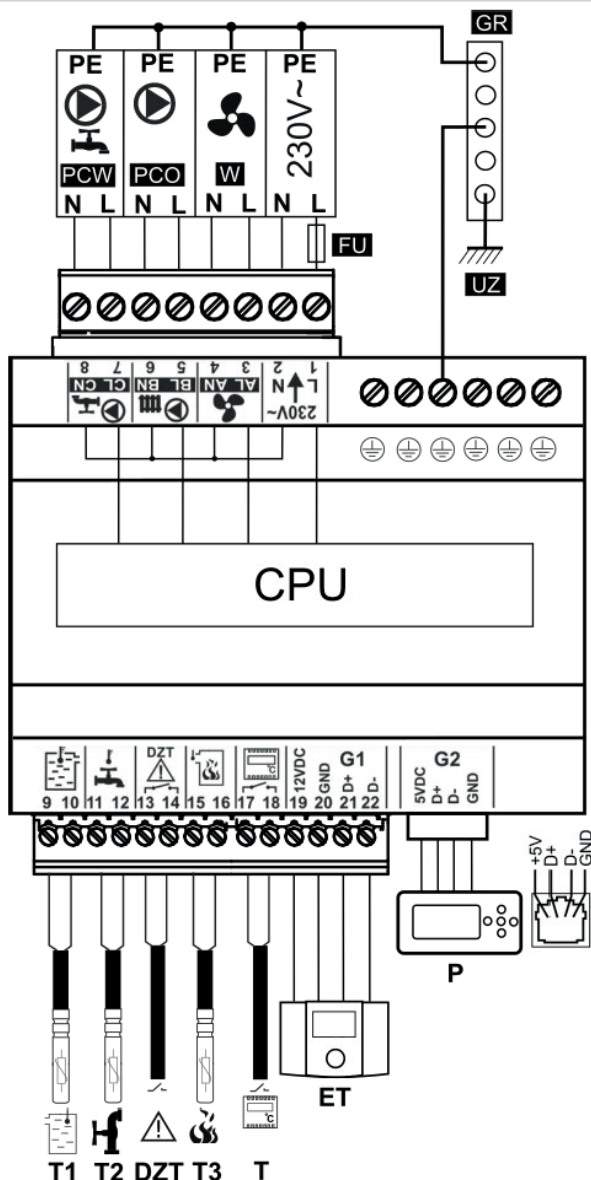 GR
PE PE PE PE
230V~
PCW PCO W
N L N L N L N L
FU
UZ
8 7 6 5 4 3 2 1
CL CN BL BN AL AN N L
230V~
CPU
DZT G1 G2
9 10 11 12 13 14 15 16 17 18 19 20 21 22
12VDC GND D+ D-
5VDC D+ D- GND
°C
+5V D+ D- GND
P
ET
°C
T1 T2 DZT T3 T